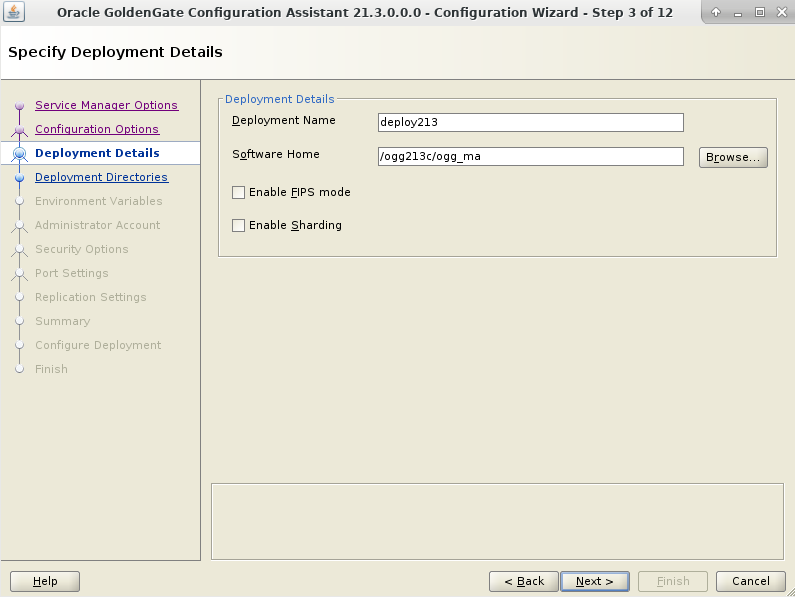 Oracle GoldenGate Configuration Assistant 21.3.0.0.0 - Configuration Wizard - Step 3 of 12
Specify Deployment Details
Service Manager Options
Configuration Options
Deployment Details
Deployment Directories
Environment Variables
Administrator Account
Security Options
Port Settings
Replication Settings
Summary
Configure Deployment
Finish
Deployment Details
Deployment Name deploy213
Software Home /ogg213c/ogg_ma Browse...
Enable FIPS mode
Enable Sharding
Help < Back Next > Finish Cancel